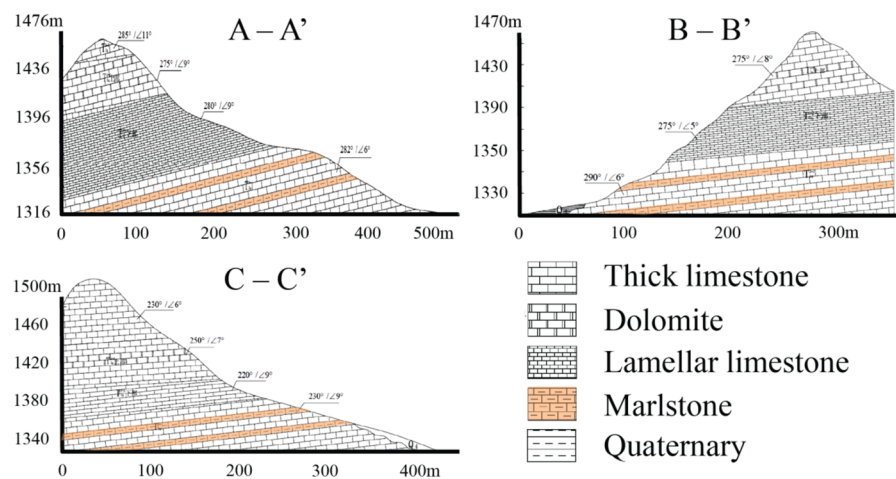 A – A'
1476m
1436
1396
1356
1316
0
100
200
300
400
500m
285° /∠11°
275° /∠9°
280° /∠9°
282° /∠6°
B – B'
1470m
1430
1390
1350
1330
0
100
200
300m
275° /∠8°
275° /∠5°
290° /∠6°
Q
C – C'
1500m
1460
1420
1380
1340
0
100
200
300
400m
230° /∠6°
250° /∠7°
220° /∠9°
230° /∠9°
Q
Thick limestone
Dolomite
Lamellar limestone
Marlstone
Quaternary